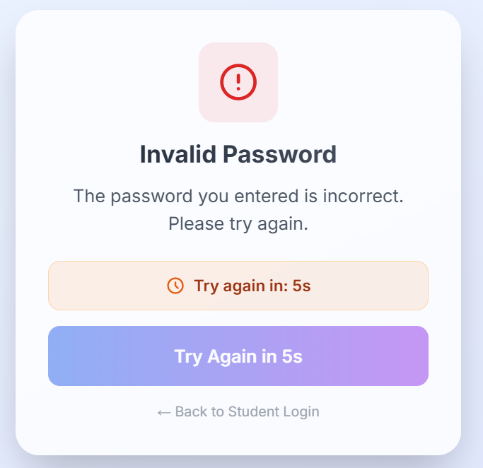 Invalid Password
The password you entered is incorrect.
Please try again.
Try again in: 5s
Try Again in 5s
← Back to Student Login